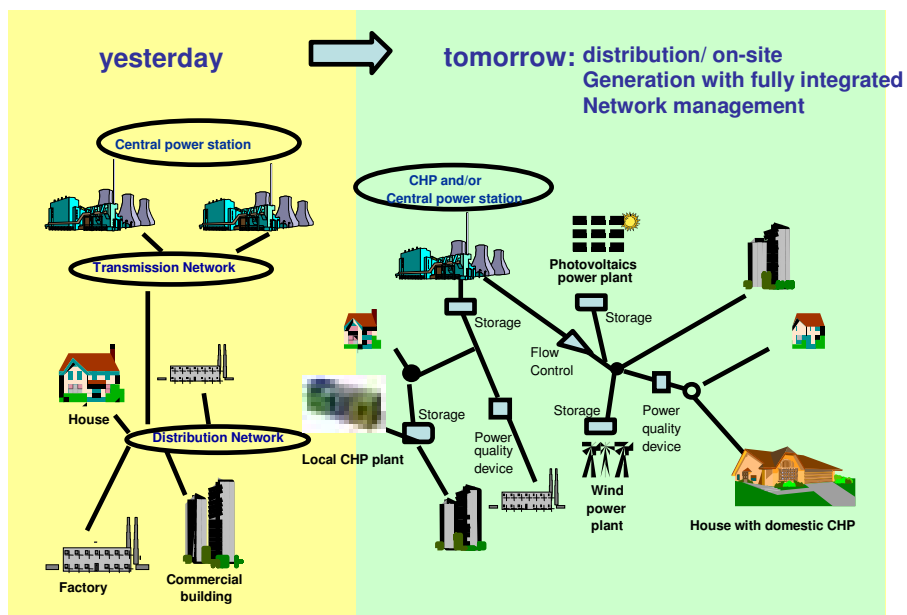 yesterday
tomorrow: distribution/ on-site
Generation with fully integrated
Network management
Central power station
Transmission Network
House
Distribution Network
Factory
Commercial
building
CHP and/or
Central power station
Photovoltaics
power plant
Storage
Storage
Flow
Control
Storage
Storage
Power
quality
device
Power
quality
device
Local CHP plant
Wind
power
plant
House with domestic CHP